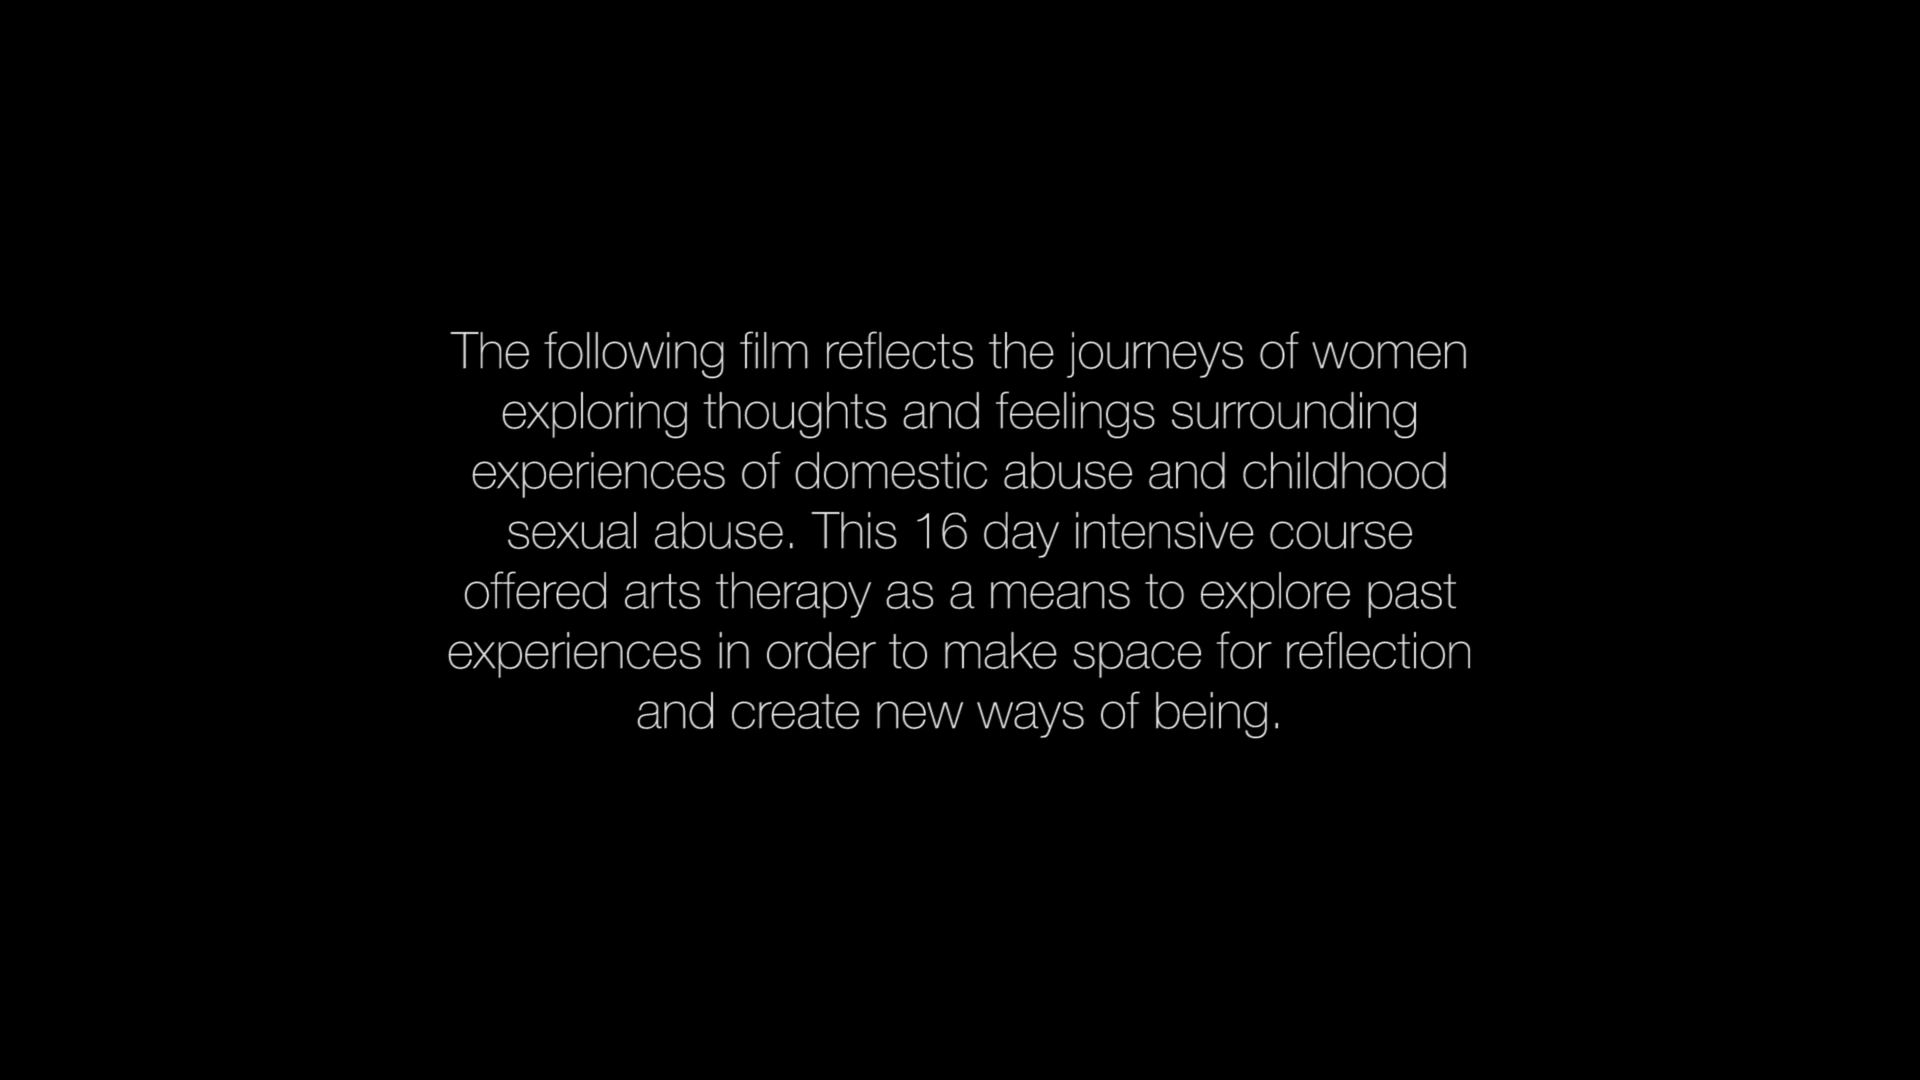 The following film reflects the journeys of women
exploring thoughts and feelings surrounding
experiences of domestic abuse and childhood
sexual abuse. This 16 day intensive course
offered arts therapy as a means to explore past
experiences in order to make space for reflection
and create new ways of being.